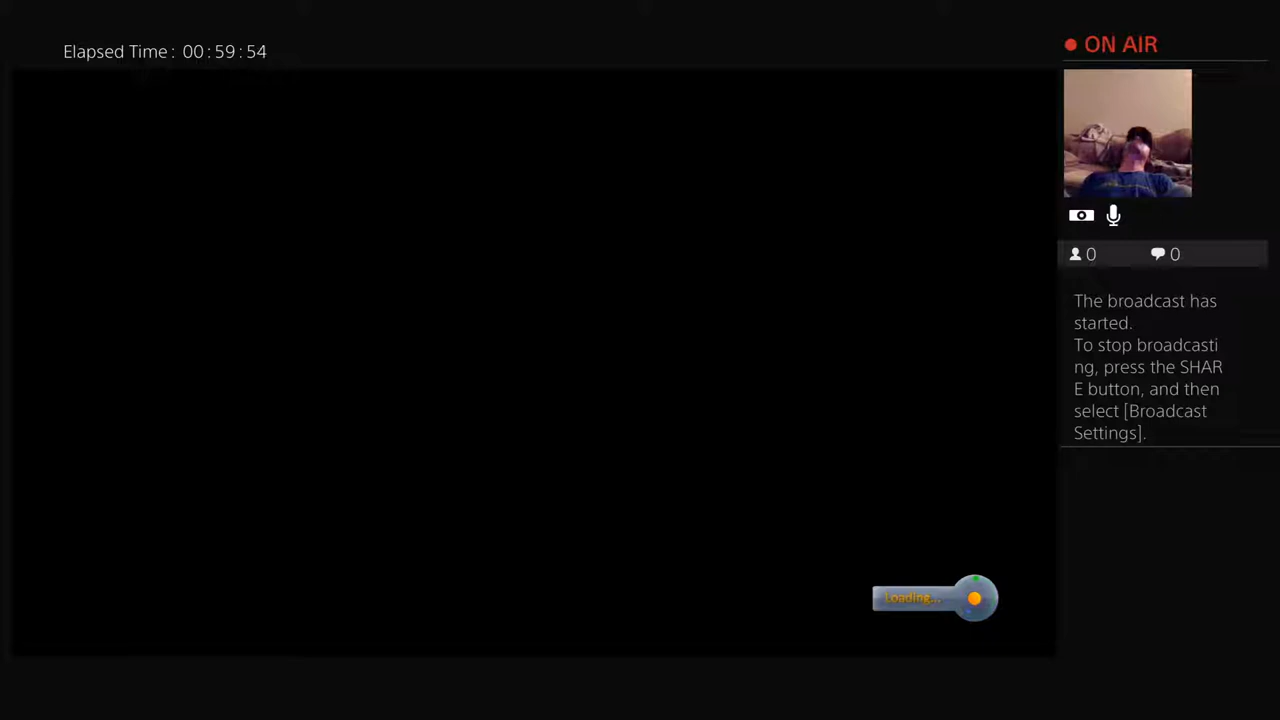 Elapsed Time: 00:59:54
ON AIR
0
0
The broadcast has
started.
To stop broadcasti
ng, press the SHAR
E button, and then
select [Broadcast
Settings].
Loading...